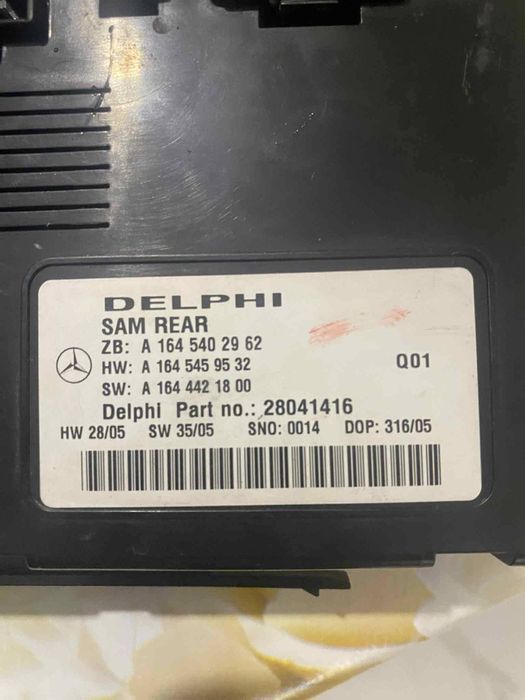 DELPHI
SAM REAR
ZB: A 164 540 29 62
HW: A 164 545 95 32 Q01
SW: A 164 442 18 00
Delphi Part no.: 28041416
HW 28/05 SW 35/05 SNO: 0014 DOP: 316/05